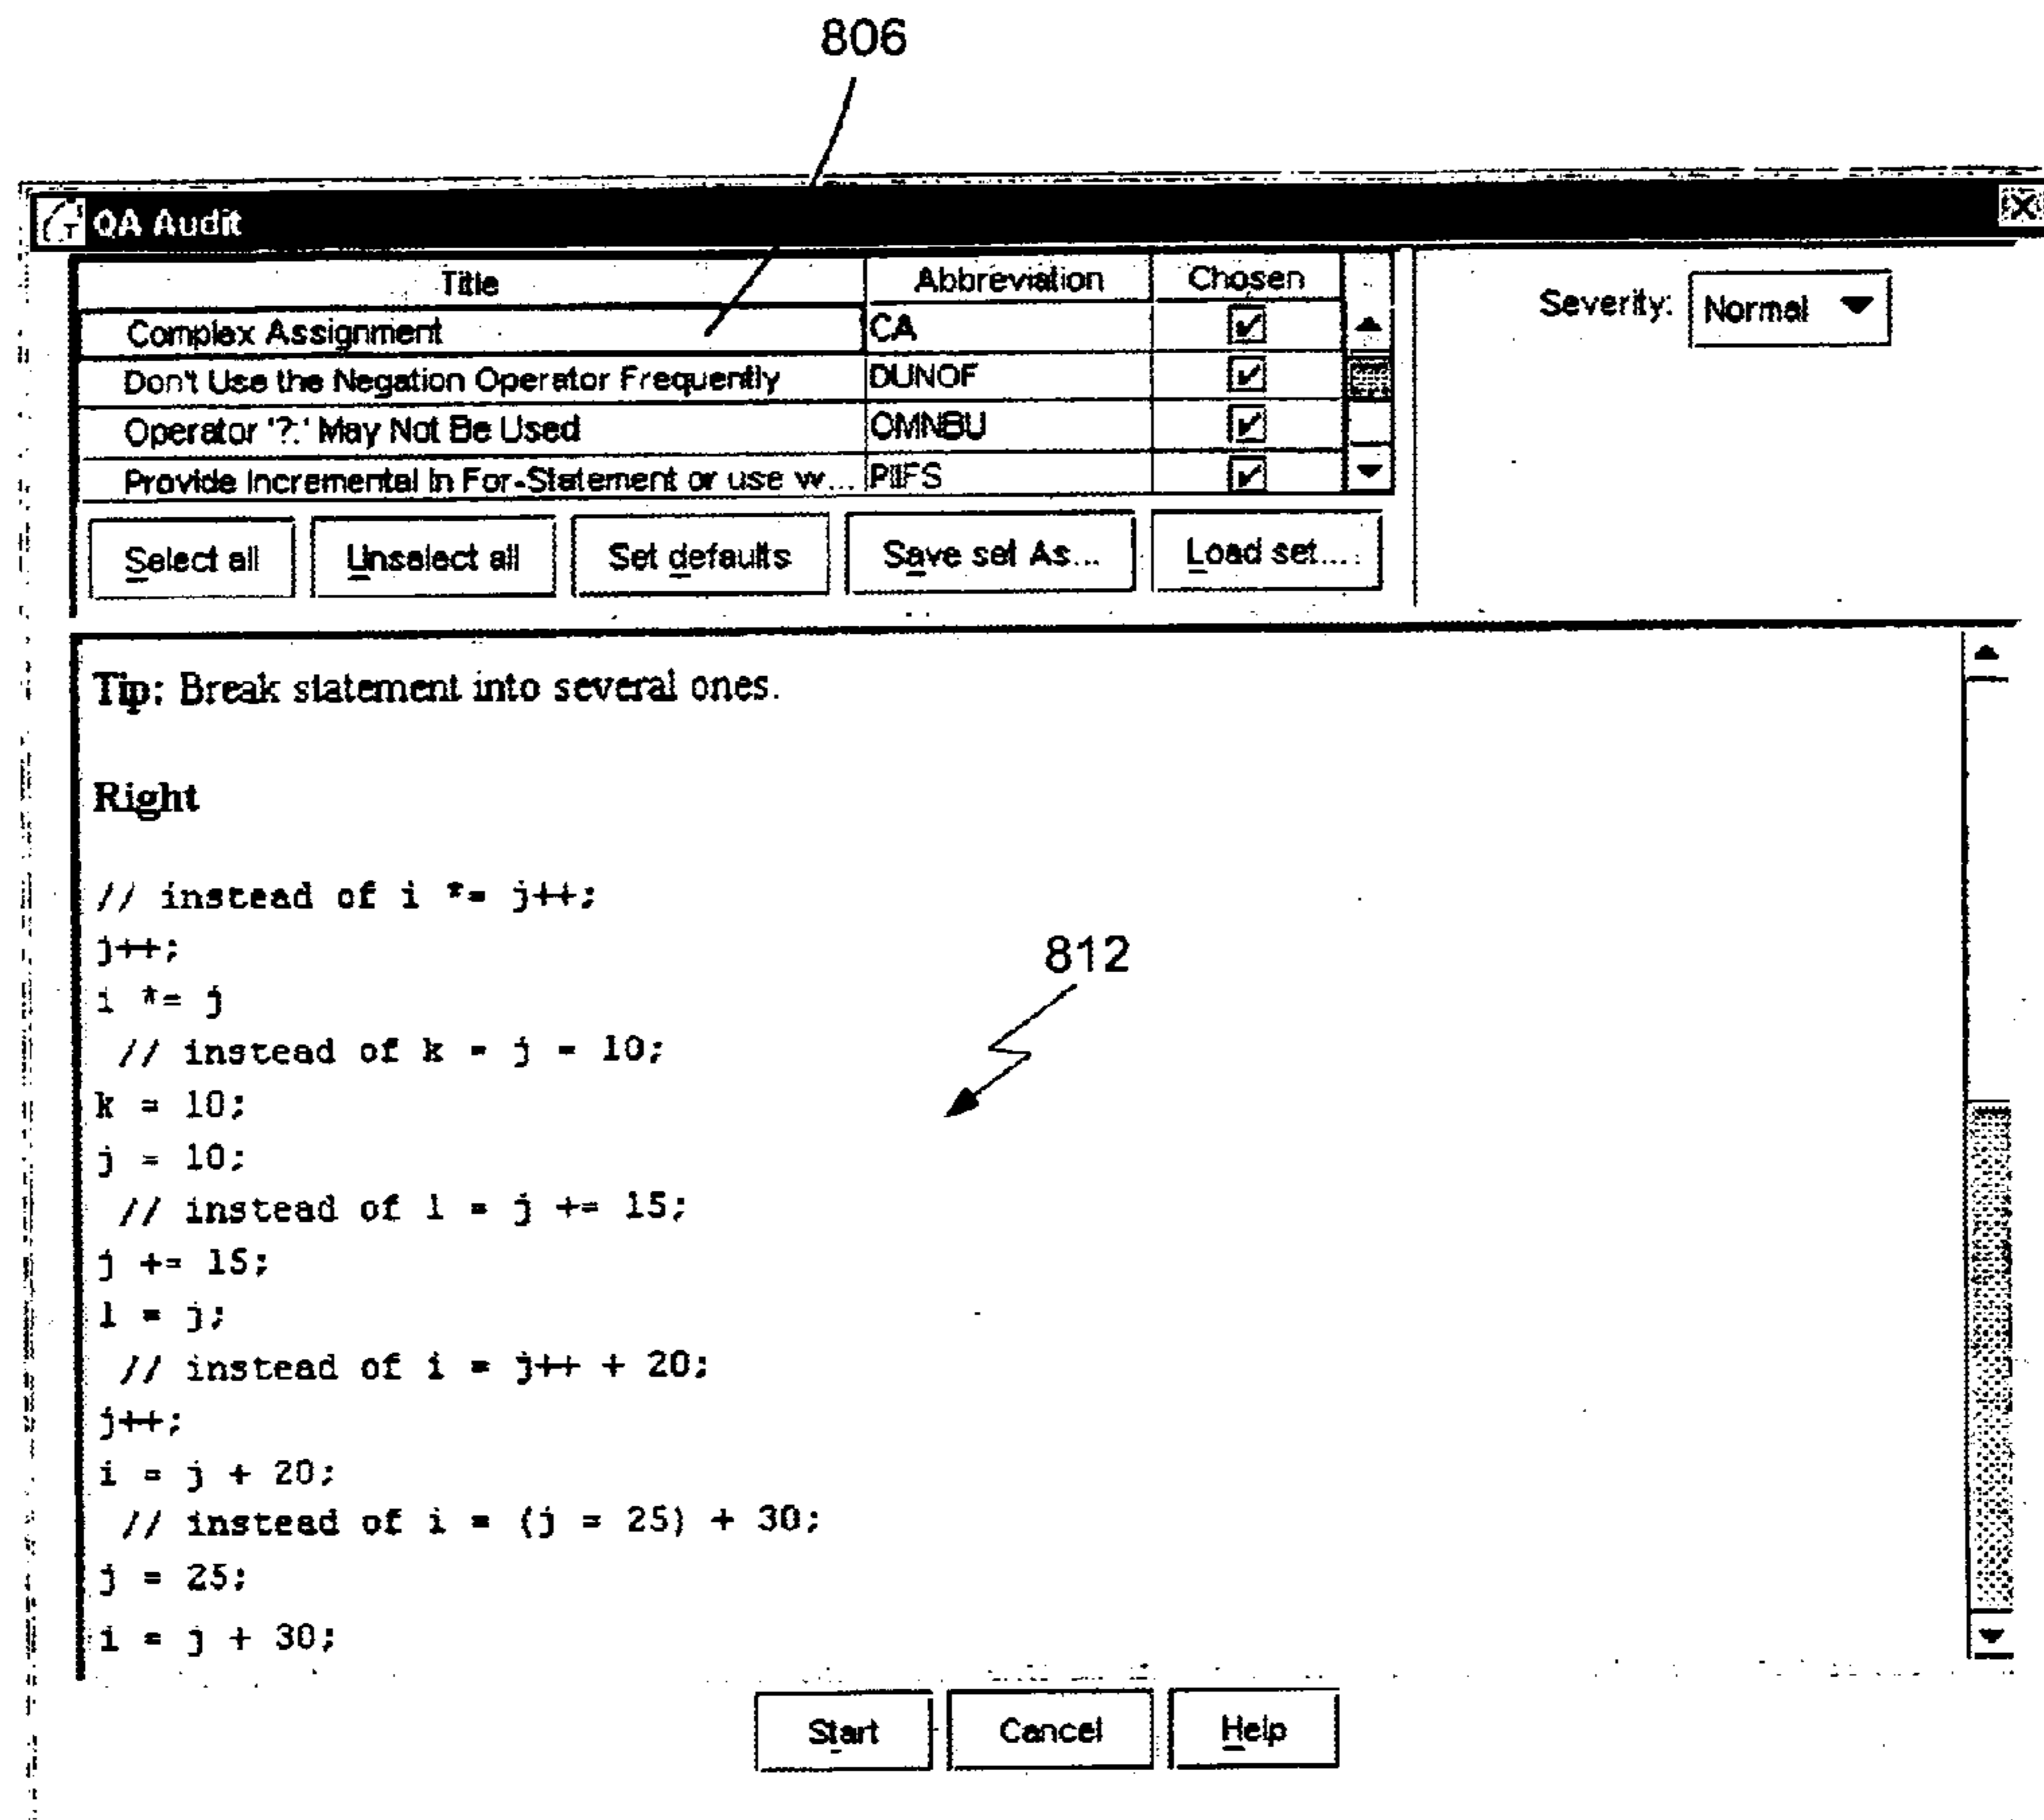 806
QA Audit
Title Abbreviation Chosen
Complex Assignment CA
Don't Use the Negation Operator Frequently DUNOF
Operator '?:' May Not Be Used OMNBU
Provide Incremental In For-Statement or use w... PIIFS
Severity: Normal
Select all Unselect all Set defaults Save set As... Load set...
Tip: Break statement into several ones.
Right
// instead of i *= j++;
j++;
i *= j
// instead of k = j = 10;
k = 10;
j = 10;
// instead of l = j += 15;
j += 15;
l = j;
// instead of i = j++ + 20;
j++;
i = j + 20;
// instead of i = (j = 25) + 30;
j = 25;
i = j + 30;
812
Start Cancel Help